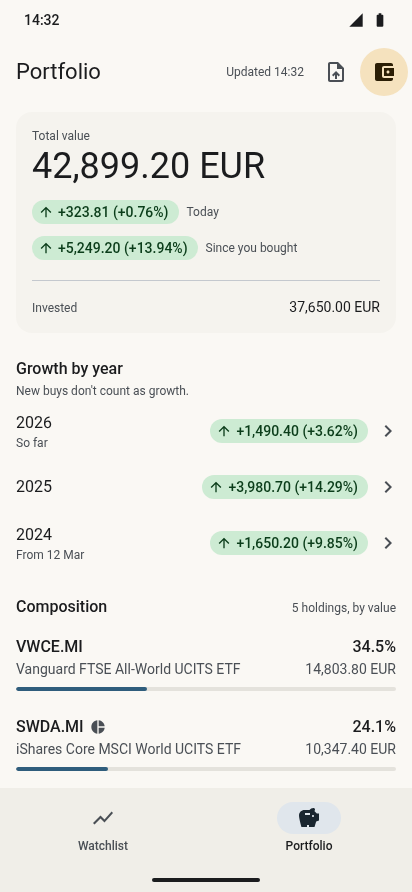 14:32
Portfolio
Updated 14:32
Total value
42,899.20 EUR
+323.81 (+0.76%) Today
+5,249.20 (+13.94%) Since you bought
Invested 37,650.00 EUR
Growth by year
New buys don't count as growth.
2026
So far
+1,490.40 (+3.62%)
2025
+3,980.70 (+14.29%)
2024
From 12 Mar
+1,650.20 (+9.85%)
Composition 5 holdings, by value
VWCE.MI 34.5%
Vanguard FTSE All-World UCITS ETF 14,803.80 EUR
SWDA.MI 24.1%
iShares Core MSCI World UCITS ETF 10,347.40 EUR
Watchlist Portfolio